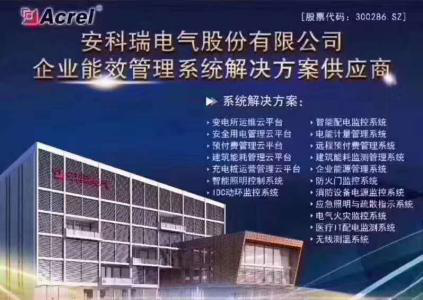 Acrel
[股票代码：300286.SZ]
安科瑞电气股份有限公司
企业能效管理系统解决方案供应商
系统解决方案：
变电所运维云平台
安全用电管理云平台
预付费管理云平台
建筑能耗管理云平台
充电桩运营管理云平台
智能照明控制系统
IDC动环监控系统
智能配电监控系统
电能计量管理系统
远程预付费管理系统
建筑能耗监测管理系统
企业能源管理系统
防火门监控系统
消防设备电源监控系统
应急照明与疏散指示系统
电气火灾监控系统
医疗IT配电监测系统
无线测温系统